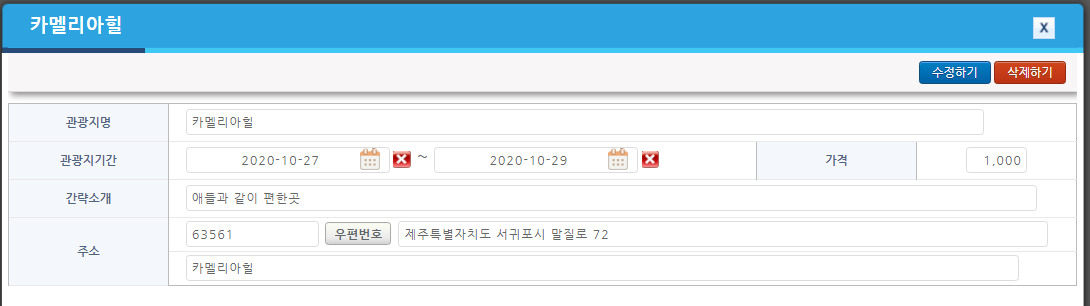 카멜리아힐 X
수정하기 삭제하기
관광지명 카멜리아힐
관광지기간 2020-10-27 ~ 2020-10-29 가격 1,000
간략소개 애들과 같이 편한곳
주소 63561 우편번호 제주특별자치도 서귀포시 말질로 72
카멜리아힐